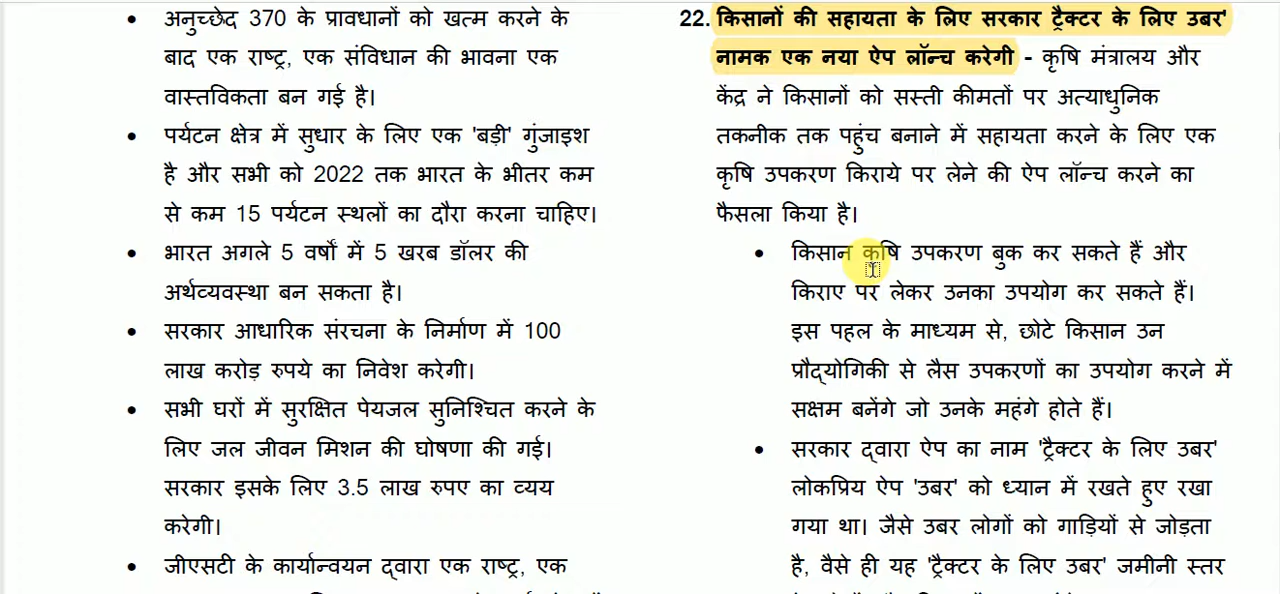 अनुच्छेद 370 के प्रावधानों को खत्म करने के
बाद एक राष्ट्र, एक संविधान की भावना एक
वास्तविकता बन गई है।
पर्यटन क्षेत्र में सुधार के लिए एक 'बड़ी' गुंजाइश
है और सभी को 2022 तक भारत के भीतर कम
से कम 15 पर्यटन स्थलों का दौरा करना चाहिए।
भारत अगले 5 वर्षों में 5 खरब डॉलर की
अर्थव्यवस्था बन सकता है।
सरकार आधारिक संरचना के निर्माण में 100
लाख करोड़ रुपये का निवेश करेगी।
सभी घरों में सुरक्षित पेयजल सुनिश्चित करने के
लिए जल जीवन मिशन की घोषणा की गई।
सरकार इसके लिए 3.5 लाख रुपए का व्यय
करेगी।
जीएसटी के कार्यान्वयन द्वारा एक राष्ट्र, एक
22. किसानों की सहायता के लिए सरकार ट्रैक्टर के लिए उबर'
नामक एक नया ऐप लॉन्च करेगी - कृषि मंत्रालय और
केंद्र ने किसानों को सस्ती कीमतों पर अत्याधुनिक
तकनीक तक पहुंच बनाने में सहायता करने के लिए एक
कृषि उपकरण किराये पर लेने की ऐप लॉन्च करने का
फैसला किया है।
किसान कृषि उपकरण बुक कर सकते हैं और
किराए पर लेकर उनका उपयोग कर सकते हैं।
इस पहल के माध्यम से, छोटे किसान उन
प्रौद्योगिकी से लैस उपकरणों का उपयोग करने में
सक्षम बनेंगे जो उनके महंगे होते हैं।
सरकार द्वारा ऐप का नाम 'ट्रैक्टर के लिए उबर'
लोकप्रिय ऐप 'उबर' को ध्यान में रखते हुए रखा
गया था। जैसे उबर लोगों को गाड़ियों से जोड़ता
है, वैसे ही यह 'ट्रैक्टर के लिए उबर' जमीनी स्तर